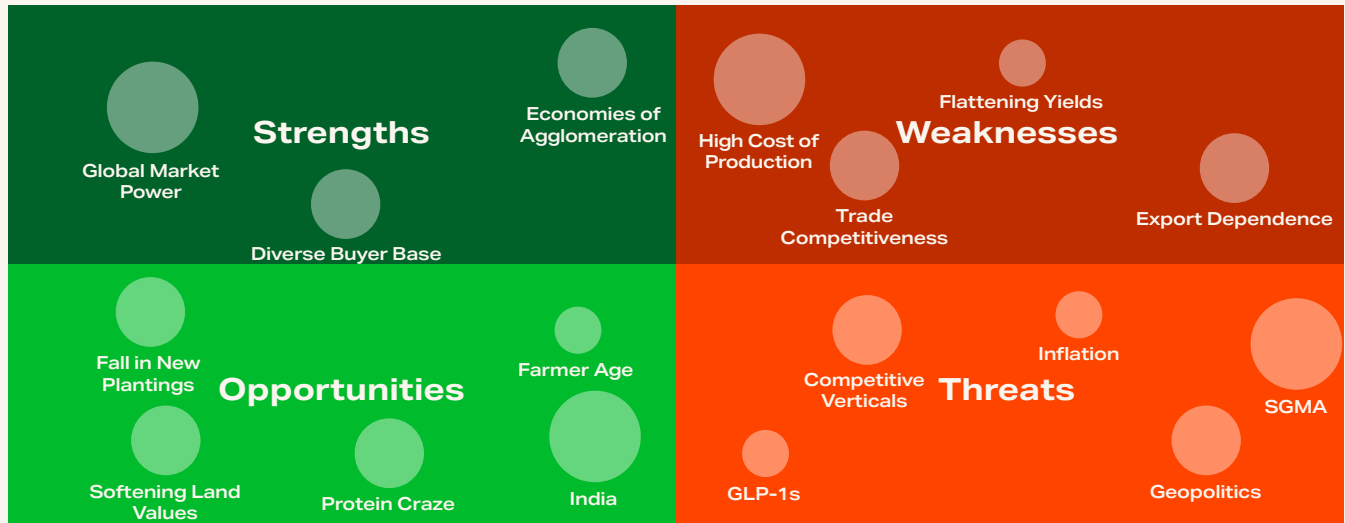 Strengths
Global Market
Power
Economies of
Agglomeration
Diverse Buyer Base
Weaknesses
High Cost of
Production
Flattening Yields
Trade
Competitiveness
Export Dependence
Opportunities
Fall in New
Plantings
Farmer Age
Softening Land
Values
Protein Craze
India
Threats
Competitive
Verticals
Inflation
SGMA
GLP-1s
Geopolitics